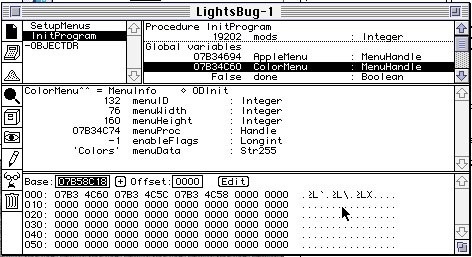 LightsBug-1
SetupMenus
InitProgram
-OBJECTDR
Procedure InitProgram
19202 mods : Integer
Global variables
07B34694 AppleMenu : MenuHandle
07B34C60 ColorMenu : MenuHandle
False done : Boolean
ColorMenu^^ = MenuInfo ◇ ODInit
132 menuID : Integer
76 menuWidth : Integer
160 menuHeight : Integer
07B34C74 menuProc : Handle
-1 enableFlags : Longint
'Colors' menuData : Str255
Base: 07B58C18 + Offset: 0000 Edit
000: 07B3 4C60 07B3 4C5C 07B3 4C58 0000 0000 .≥L`.≥L\.≥LX....
010: 0000 0000 0000 0000 0000 0000 0000 0000 ................
020: 0000 0000 0000 0000 0000 0000 0000 0000 ................
030: 0000 0000 0000 0000 0000 0000 0000 0000 ................
040: 0000 0000 0000 0000 0000 0000 0000 0000 ................
050: 0000 0000 0000 0000 0000 0000 0000 0000 ................